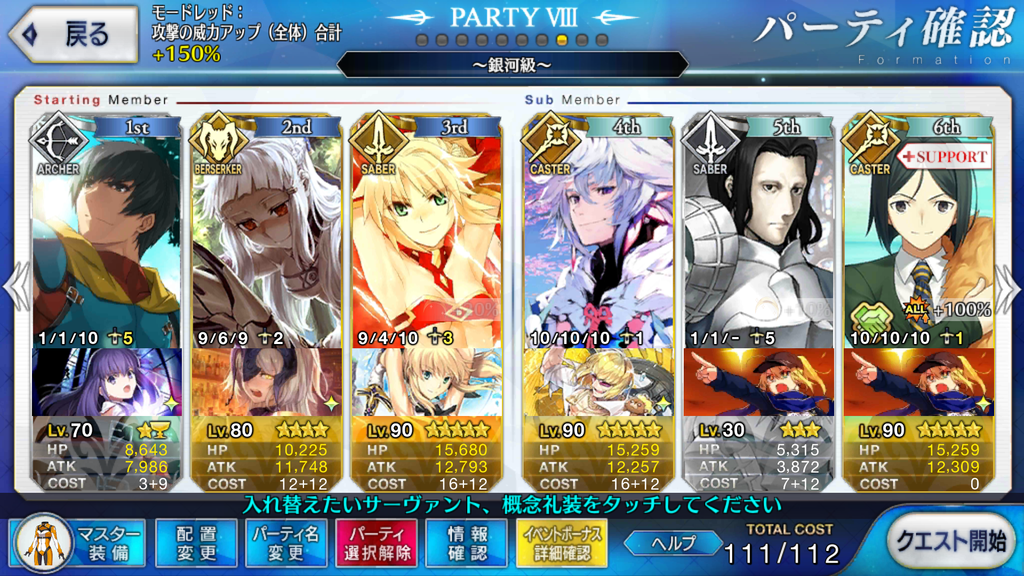 戻る
モードレッド：
攻撃の威力アップ（全体）合計
+150%
PARTY Ⅷ
～銀河級～
パーティ確認
Formation
Starting Member
Sub Member
1st
2nd
3rd
4th
5th
6th
ARCHER
BERSERKER
SABER
CASTER
SABER
CASTER
+SUPPORT
ALL +100%
1/1/10 5
9/6/9 2
9/4/10 3
10/10/10 1
1/1/- 5
10/10/10 1
Lv.70
HP 8,643
ATK 7,986
COST 3+9
Lv.80
HP 10,225
ATK 11,748
COST 12+12
Lv.90
HP 15,680
ATK 12,793
COST 16+12
Lv.90
HP 15,259
ATK 12,257
COST 16+12
Lv.30
HP 5,315
ATK 3,872
COST 7+12
Lv.90
HP 15,259
ATK 12,309
COST 0
入れ替えたいサーヴァント、概念礼装をタッチしてください
マスター
装備
配置
変更
パーティ名
変更
パーティ
選択解除
情報
確認
イベントボーナス
詳細確認
ヘルプ
TOTAL COST
111/112
クエスト開始